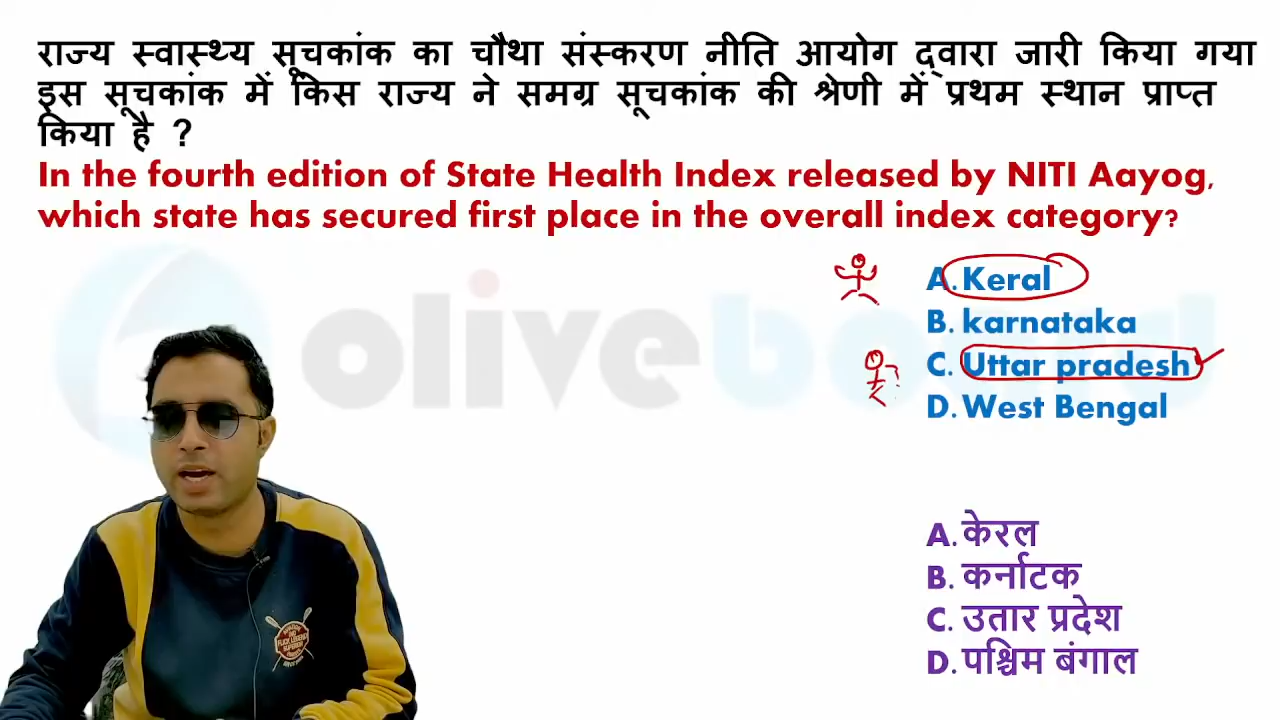 राज्य स्वास्थ्य सूचकांक का चौथा संस्करण नीति आयोग द्वारा जारी किया गया
इस सूचकांक में किस राज्य ने समग्र सूचकांक की श्रेणी में प्रथम स्थान प्राप्त
किया है ?
In the fourth edition of State Health Index released by NITI Aayog,
which state has secured first place in the overall index category?
A. Keral
B. karnataka
C. Uttar pradesh
D. West Bengal
oliveboard
A. केरल
B. कर्नाटक
C. उतार प्रदेश
D. पश्चिम बंगाल